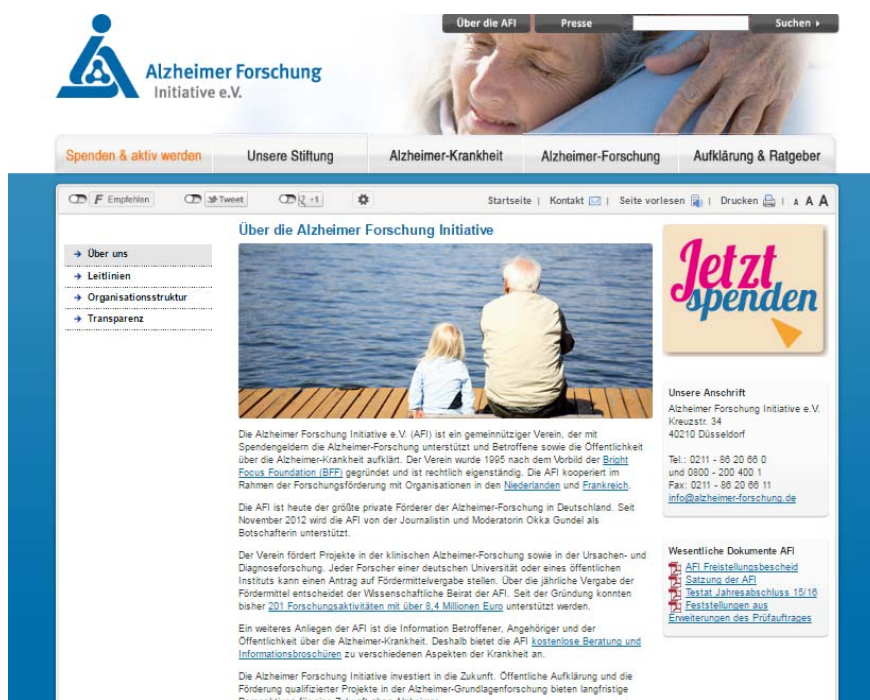 Über die AFI
Presse
Suchen
Alzheimer Forschung
Initiative e.V.
Spenden & aktiv werden
Unsere Stiftung
Alzheimer-Krankheit
Alzheimer-Forschung
Aufklärung & Ratgeber
Empfehlen
Tweet
+1
Startseite | Kontakt | Seite vorlesen | Drucken | A A A
Über uns
Leitlinien
Organisationsstruktur
Transparenz
Über die Alzheimer Forschung Initiative
Die Alzheimer Forschung Initiative e.V. (AFI) ist ein gemeinnütziger Verein, der mit
Spendengeldern die Alzheimer-Forschung unterstützt und Betroffene sowie die Öffentlichkeit
über die Alzheimer-Krankheit aufklärt. Der Verein wurde 1995 nach dem Vorbild der Bright
Focus Foundation (BFF) gegründet und ist rechtlich eigenständig. Die AFI kooperiert im
Rahmen der Forschungsförderung mit Organisationen in den Niederlanden und Frankreich.
Die AFI ist heute der größte private Förderer der Alzheimer-Forschung in Deutschland. Seit
November 2012 wird die AFI von der Journalistin und Moderatorin Okka Gundel als
Botschafterin unterstützt.
Der Verein fördert Projekte in der klinischen Alzheimer-Forschung sowie in der Ursachen- und
Diagnoseforschung. Jeder Forscher einer deutschen Universität oder eines öffentlichen
Instituts kann einen Antrag auf Fördermittelvergabe stellen. Über die jährliche Vergabe der
Fördermittel entscheidet der Wissenschaftliche Beirat der AFI. Seit der Gründung konnten
bisher 201 Forschungsaktivitäten mit über 8,4 Millionen Euro unterstützt werden.
Ein weiteres Anliegen der AFI ist die Information Betroffener, Angehöriger und der
Öffentlichkeit über die Alzheimer-Krankheit. Deshalb bietet die AFI kostenlose Beratung und
Informationsbroschüren zu verschiedenen Aspekten der Krankheit an.
Die Alzheimer Forschung Initiative investiert in die Zukunft. Öffentliche Aufklärung und die
Förderung qualifizierter Projekte in der Alzheimer-Grundlagenforschung bieten langfristige
Jetzt
spenden
Unsere Anschrift
Alzheimer Forschung Initiative e.V.
Kreuzstr. 34
40210 Düsseldorf
Tel.: 0211 - 86 20 66 0
und 0800 - 200 400 1
Fax: 0211 - 86 20 66 11
info@alzheimer-forschung.de
Wesentliche Dokumente AFI
AFI Freistellungsbescheid
Satzung der AFI
Testat Jahresabschluss 15/16
Feststellungen aus
Erweiterungen des Prüfauftrages